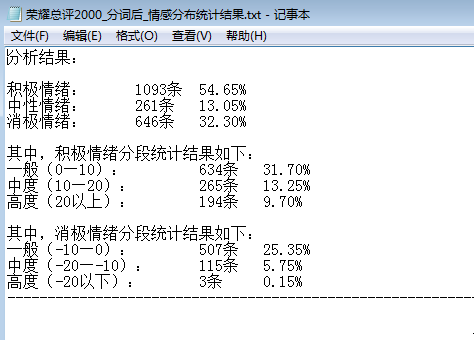 荣耀总评2000_分词后_情感分布统计结果.txt - 记事本
文件(F) 编辑(E) 格式(O) 查看(V) 帮助(H)
分析结果：
积极情绪： 1093条 54.65%
中性情绪： 261条 13.05%
消极情绪： 646条 32.30%
其中，积极情绪分段统计结果如下：
一般（0—10）： 634条 31.70%
中度（10—20）： 265条 13.25%
高度（20以上）： 194条 9.70%
其中，消极情绪分段统计结果如下：
一般（-10—0）： 507条 25.35%
中度（-20—-10）： 115条 5.75%
高度（-20以下）： 3条 0.15%
--------------------------------------------------------------------------